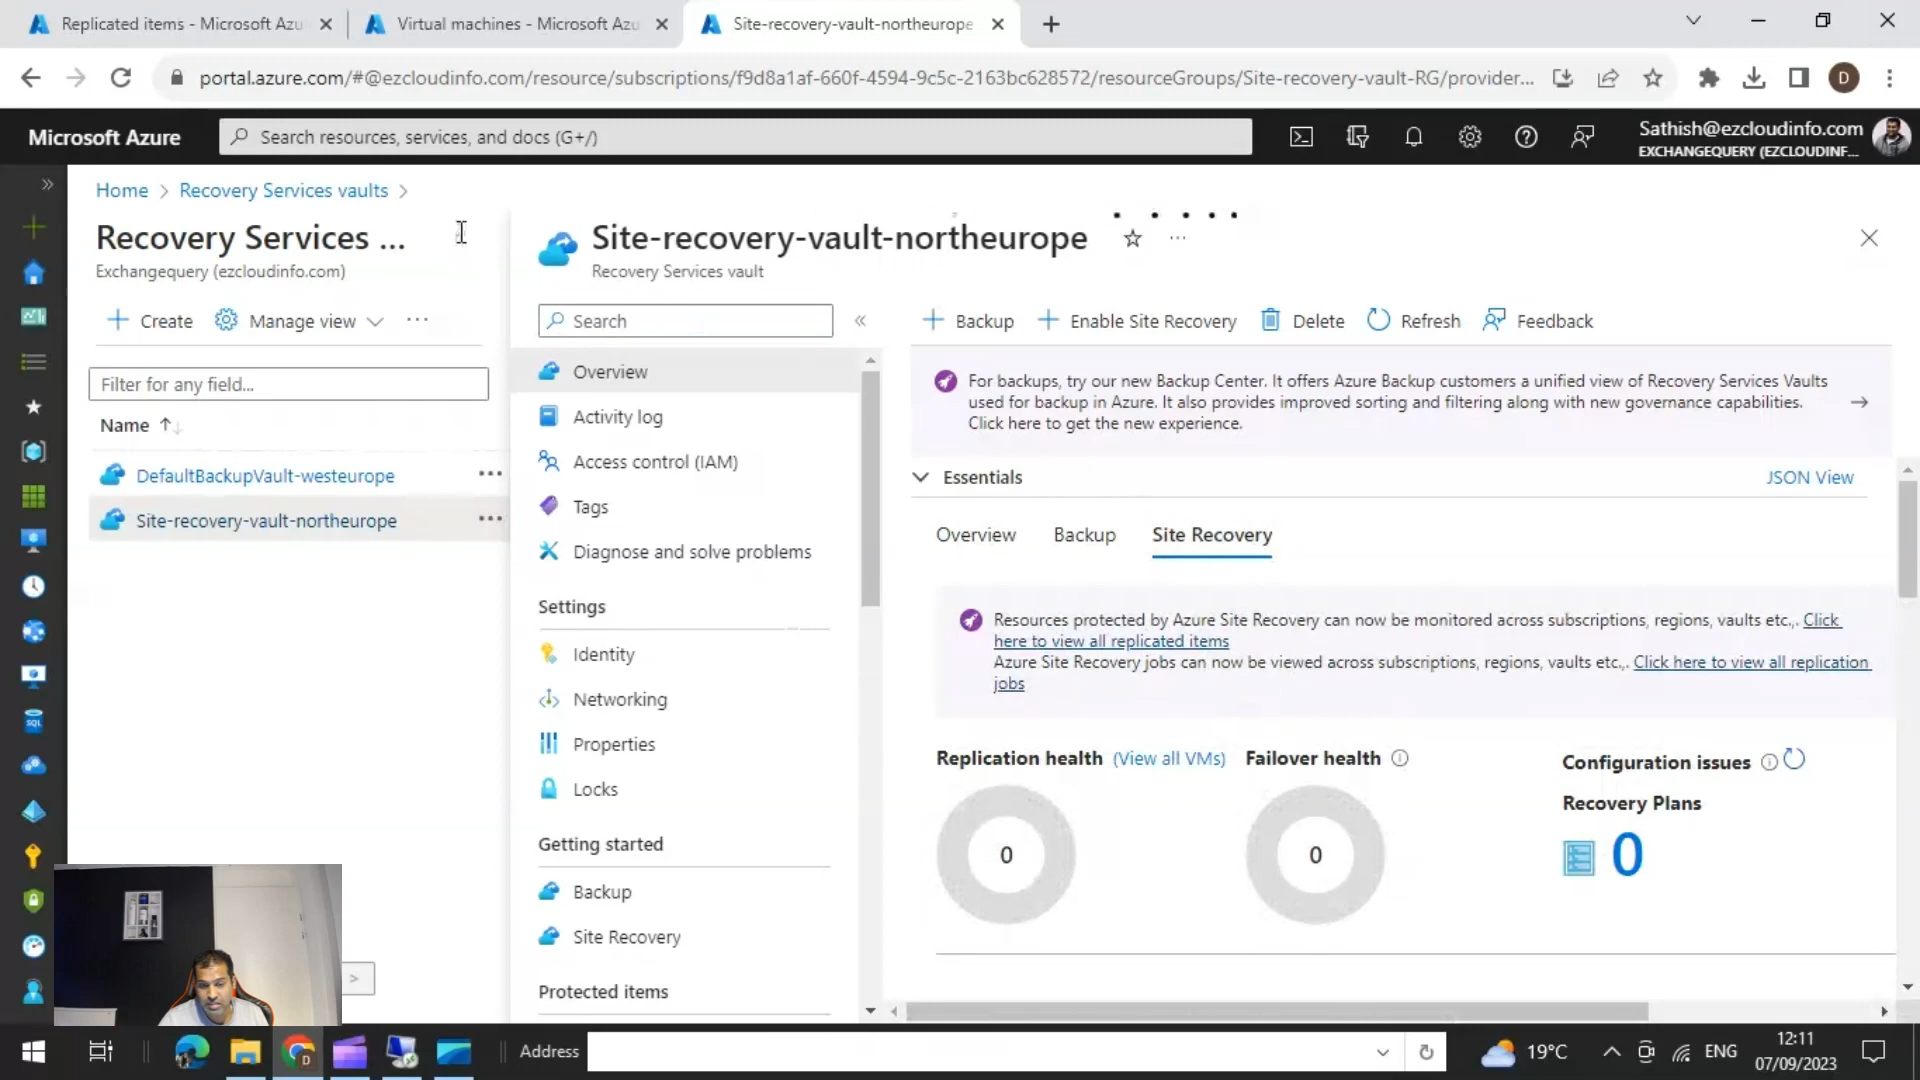 Replicated items - Microsoft Azu
Virtual machines - Microsoft Azu
Site-recovery-vault-northeurope
portal.azure.com/#@ezcloudinfo.com/resource/subscriptions/f9d8a1af-660f-4594-9c5c-2163bc628572/resourceGroups/Site-recovery-vault-RG/provider...
D
Microsoft Azure
Search resources, services, and docs (G+/)
Sathish@ezcloudinfo.com
EXCHANGEQUERY (EZCLOUDINF...
Home > Recovery Services vaults >
Recovery Services ...
Exchangequery (ezcloudinfo.com)
Create
Manage view
...
Filter for any field...
Name
DefaultBackupVault-westeurope
Site-recovery-vault-northeurope
Site-recovery-vault-northeurope
Recovery Services vault
Search
Overview
Activity log
Access control (IAM)
Tags
Diagnose and solve problems
Settings
Identity
Networking
Properties
Locks
Getting started
Backup
Site Recovery
Protected items
Backup
Enable Site Recovery
Delete
Refresh
Feedback
For backups, try our new Backup Center. It offers Azure Backup customers a unified view of Recovery Services Vaults
used for backup in Azure. It also provides improved sorting and filtering along with new governance capabilities.
Click here to get the new experience.
Essentials
JSON View
Overview
Backup
Site Recovery
Resources protected by Azure Site Recovery can now be monitored across subscriptions, regions, vaults etc.,. Click
here to view all replicated items
Azure Site Recovery jobs can now be viewed across subscriptions, regions, vaults etc.,. Click here to view all replication
jobs
Replication health (View all VMs)
0
Failover health
0
Configuration issues
Recovery Plans
0
SQL
Address
19°C
ENG
12:11
07/09/2023